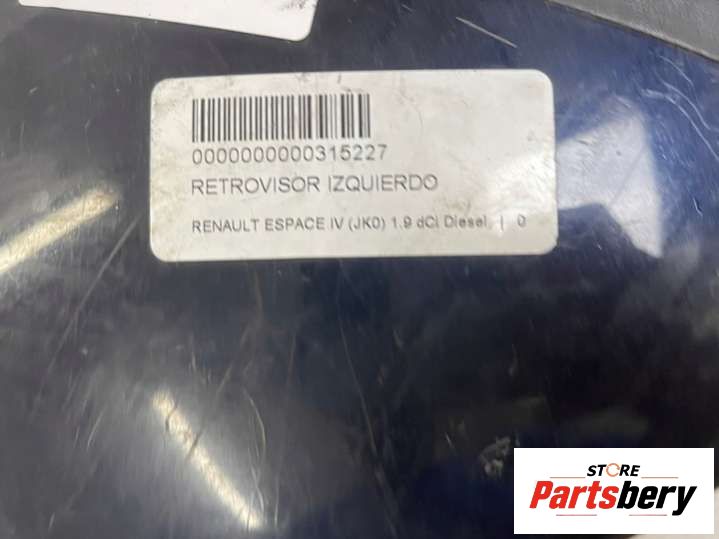 0000000000315227
RETROVISOR IZQUIERDO
RENAULT ESPACE IV (JK0) 1.9 dCi Diesel, | 0
STORE
Partsbery